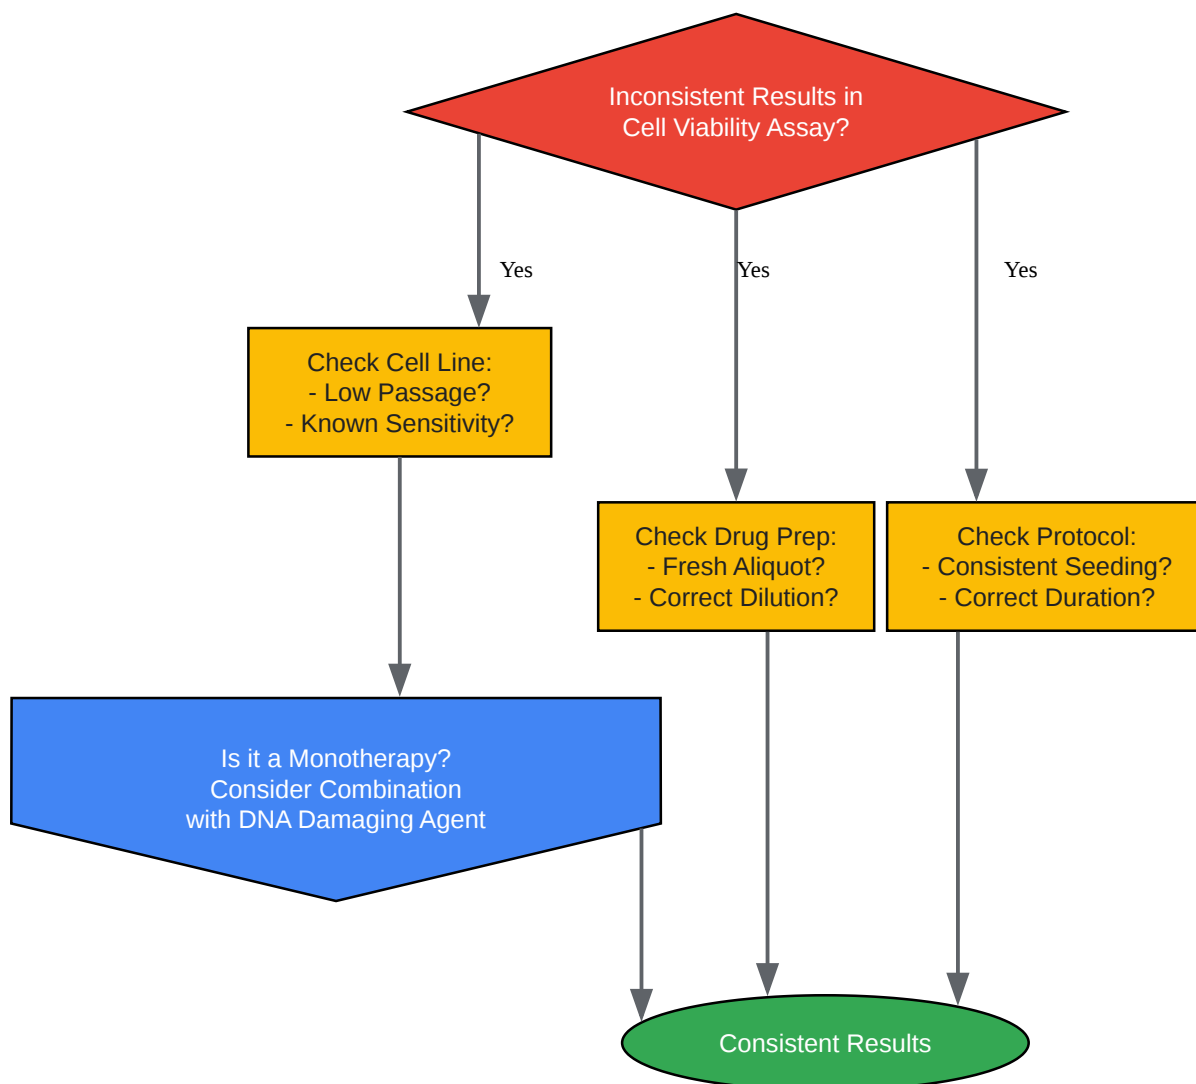 Inconsistent Results in
Cell Viability Assay?
Yes
Yes
Yes
Check Cell Line:
- Low Passage?
- Known Sensitivity?
Check Drug Prep:
- Fresh Aliquot?
- Correct Dilution?
Check Protocol:
- Consistent Seeding?
- Correct Duration?
Is it a Monotherapy?
Consider Combination
with DNA Damaging Agent
Consistent Results